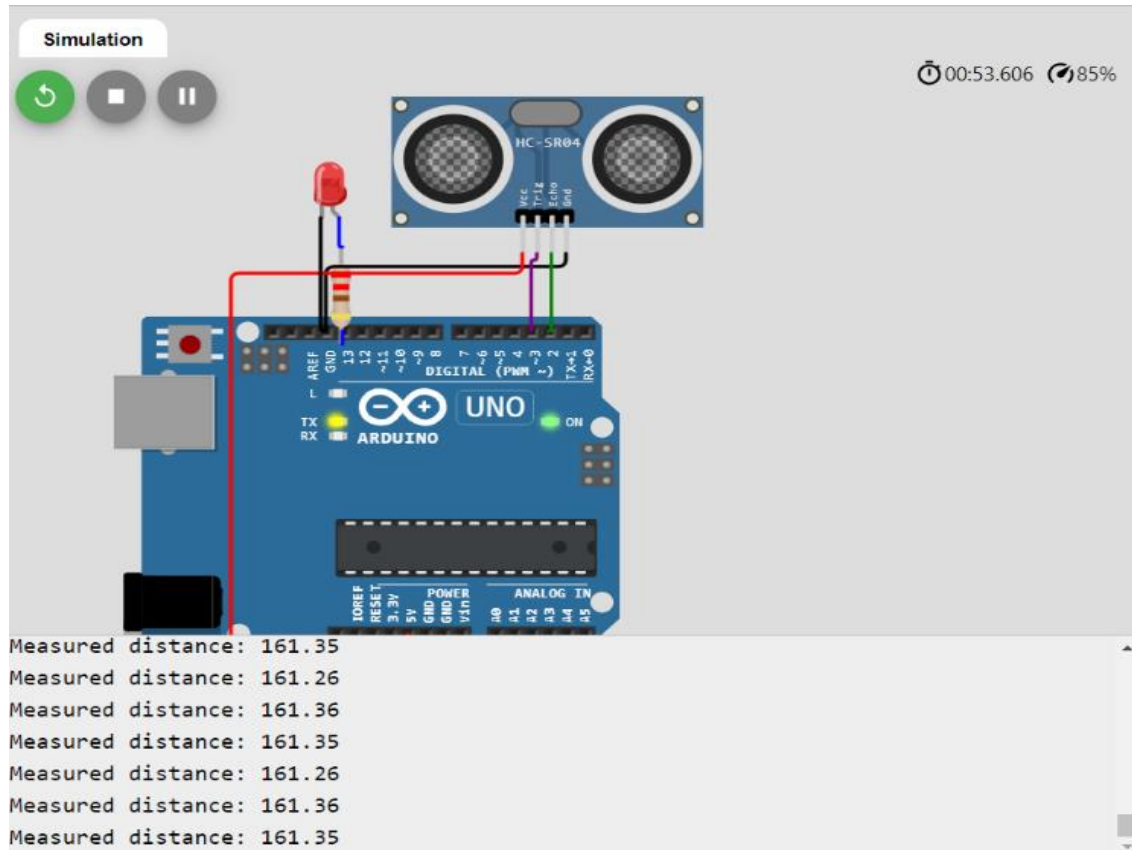 Simulation
00:53.606 85%
HC-SR04
Vcc Trig Echo Gnd
AREF GND 13 12 ~11 ~10 ~9 8 7 ~6 ~5 4 ~3 2 TX→1 RX←0
DIGITAL (PWM ~)
L
TX
RX
UNO
ON
ARDUINO
POWER
ANALOG IN
IOREF RESET 3.3V 5V GND GND Vin A0 A1 A2 A3 A4 A5
Measured distance: 161.35
Measured distance: 161.26
Measured distance: 161.36
Measured distance: 161.35
Measured distance: 161.26
Measured distance: 161.36
Measured distance: 161.35